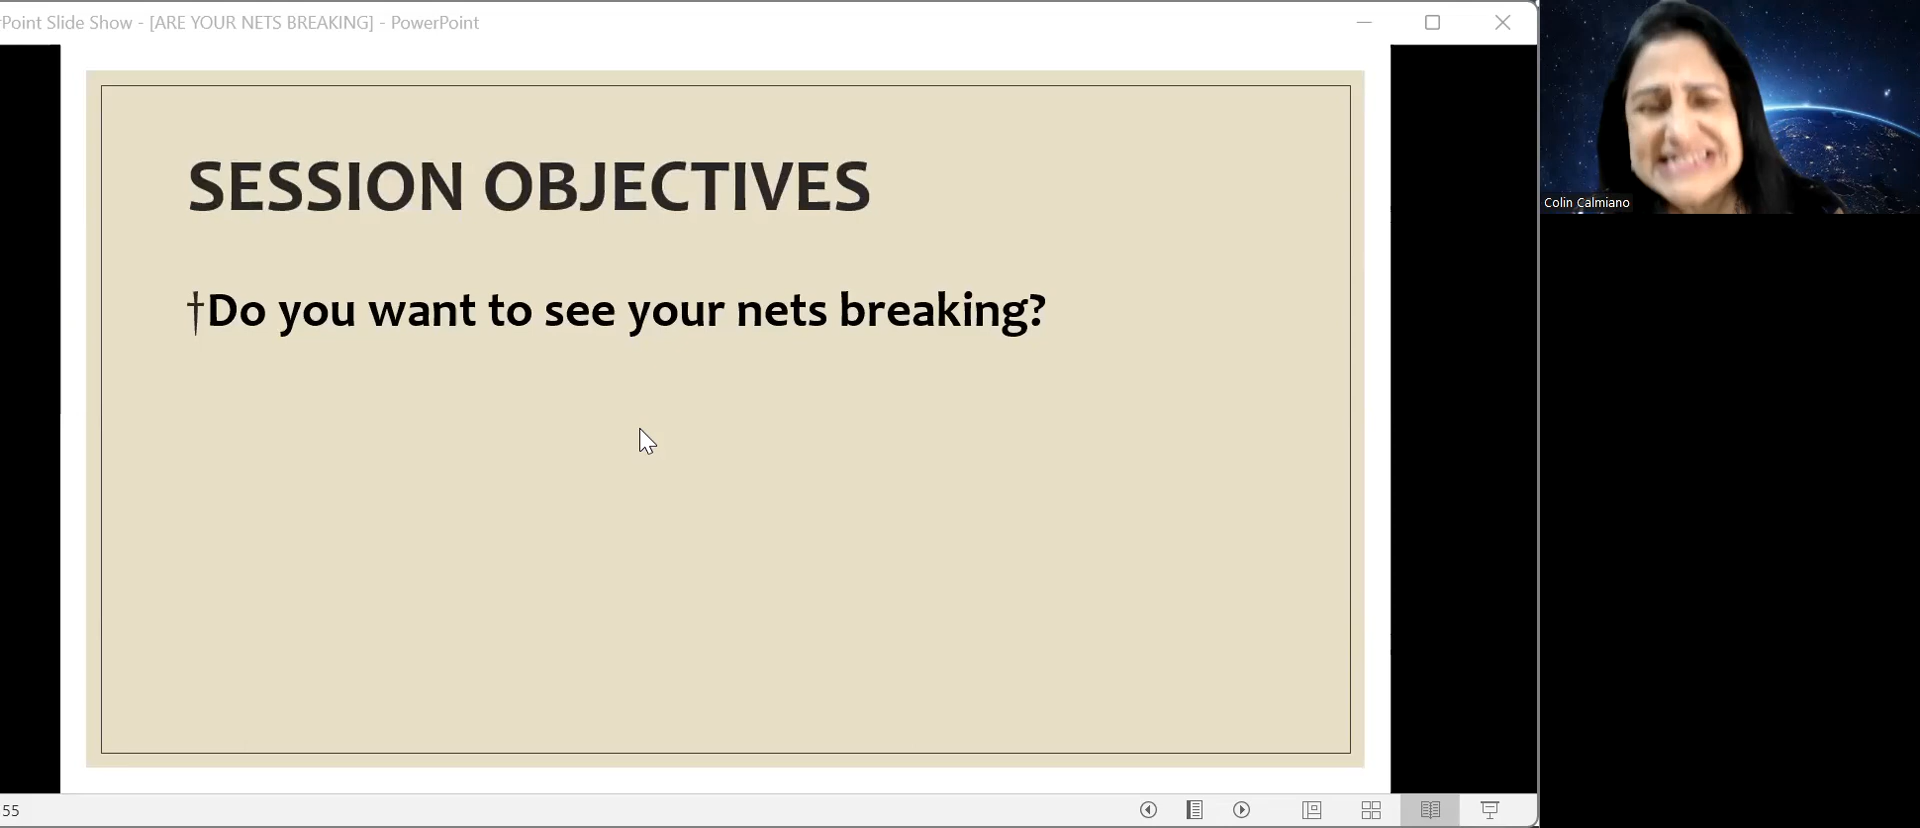 Point Slide Show - [ARE YOUR NETS BREAKING] - PowerPoint
SESSION OBJECTIVES
†Do you want to see your nets breaking?
Colin Calmiano
55